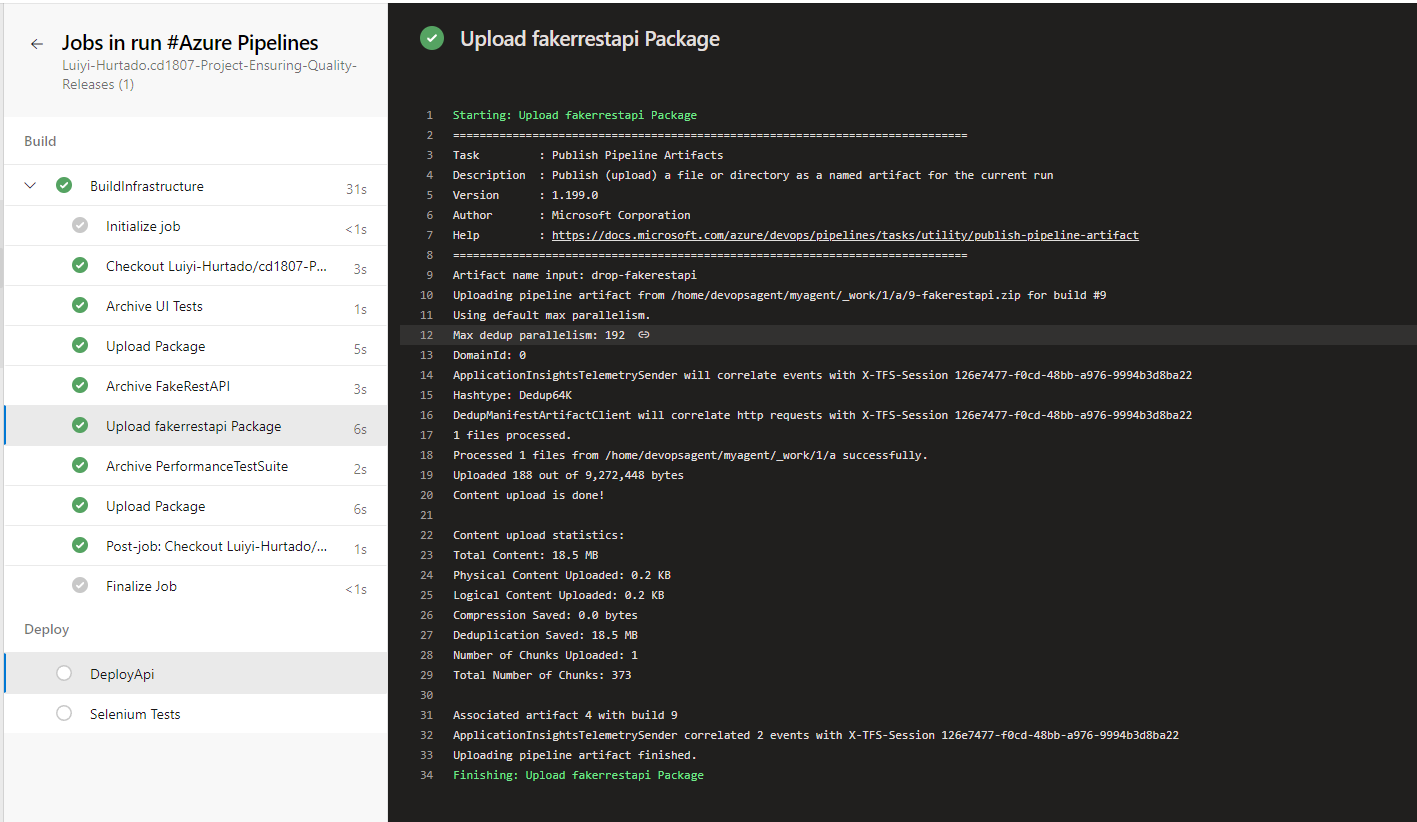 Jobs in run #Azure Pipelines
Luiyi-Hurtado.cd1807-Project-Ensuring-Quality-
Releases (1)
Build
BuildInfrastructure 31s
Initialize job <1s
Checkout Luiyi-Hurtado/cd1807-P... 3s
Archive UI Tests 1s
Upload Package 5s
Archive FakeRestAPI 3s
Upload fakerrestapi Package 6s
Archive PerformanceTestSuite 2s
Upload Package 6s
Post-job: Checkout Luiyi-Hurtado/... 1s
Finalize Job <1s
Deploy
DeployApi
Selenium Tests
Upload fakerrestapi Package
1 Starting: Upload fakerrestapi Package
2 ==============================================================================
3 Task         : Publish Pipeline Artifacts
4 Description  : Publish (upload) a file or directory as a named artifact for the current run
5 Version      : 1.199.0
6 Author       : Microsoft Corporation
7 Help         : https://docs.microsoft.com/azure/devops/pipelines/tasks/utility/publish-pipeline-artifact
8 ==============================================================================
9 Artifact name input: drop-fakerestapi
10 Uploading pipeline artifact from /home/devopsagent/myagent/_work/1/a/9-fakerestapi.zip for build #9
11 Using default max parallelism.
12 Max dedup parallelism: 192
13 DomainId: 0
14 ApplicationInsightsTelemetrySender will correlate events with X-TFS-Session 126e7477-f0cd-48bb-a976-9994b3d8ba22
15 Hashtype: Dedup64K
16 DedupManifestArtifactClient will correlate http requests with X-TFS-Session 126e7477-f0cd-48bb-a976-9994b3d8ba22
17 1 files processed.
18 Processed 1 files from /home/devopsagent/myagent/_work/1/a successfully.
19 Uploaded 188 out of 9,272,448 bytes
20 Content upload is done!
21
22 Content upload statistics:
23 Total Content: 18.5 MB
24 Physical Content Uploaded: 0.2 KB
25 Logical Content Uploaded: 0.2 KB
26 Compression Saved: 0.0 bytes
27 Deduplication Saved: 18.5 MB
28 Number of Chunks Uploaded: 1
29 Total Number of Chunks: 373
30
31 Associated artifact 4 with build 9
32 ApplicationInsightsTelemetrySender correlated 2 events with X-TFS-Session 126e7477-f0cd-48bb-a976-9994b3d8ba22
33 Uploading pipeline artifact finished.
34 Finishing: Upload fakerrestapi Package